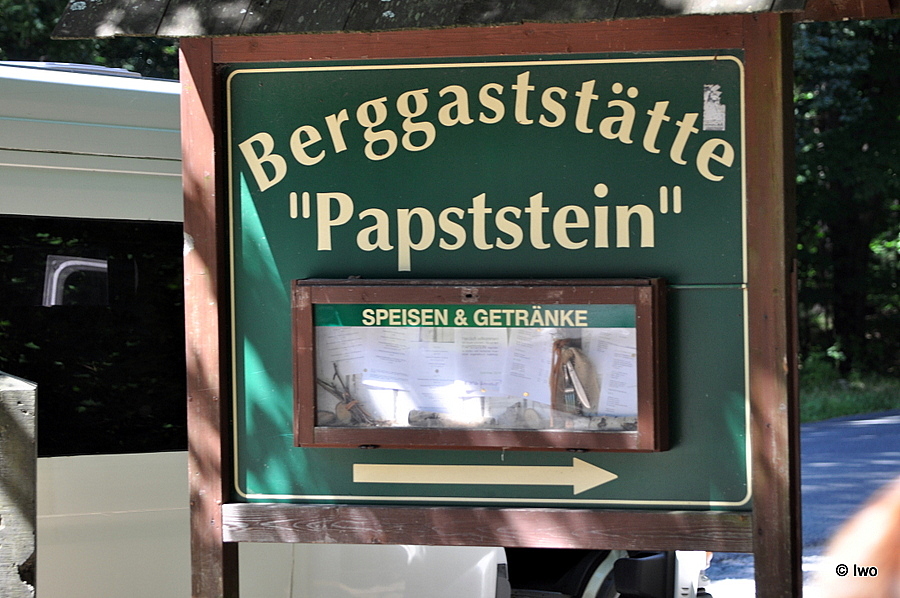 Berggaststätte
"Papststein"
SPEISEN & GETRÄNKE
© Iwo